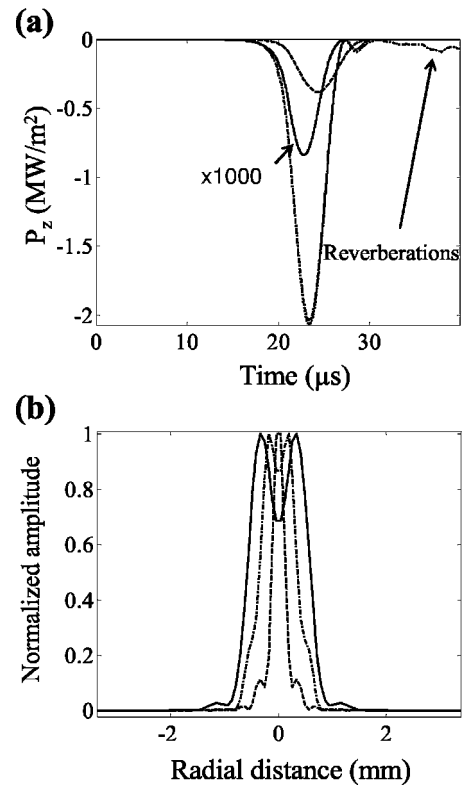 (a)
0
-0.5
-1
-1.5
-2
P_z (MW/m²)
x1000
Reverberations
0 10 20 30
Time (μs)
(b)
1
0.8
0.6
0.4
0.2
0
Normalized amplitude
-2 0 2
Radial distance (mm)